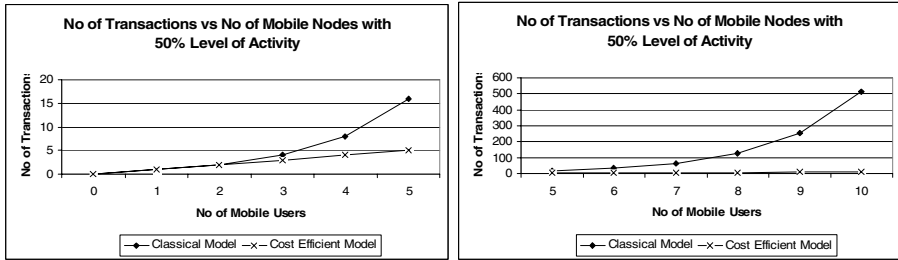 No of Transactions vs No of Mobile Nodes with
50% Level of Activity
No of Transactions
20
15
10
5
0
0 1 2 3 4 5
No of Mobile Users
Classical Model Cost Efficient Model
No of Transactions vs No of Mobile Nodes with
50% Level of Activity
No of Transactions
600
500
400
300
200
100
0
5 6 7 8 9 10
No of Mobile Users
Classical Model Cost Efficient Model